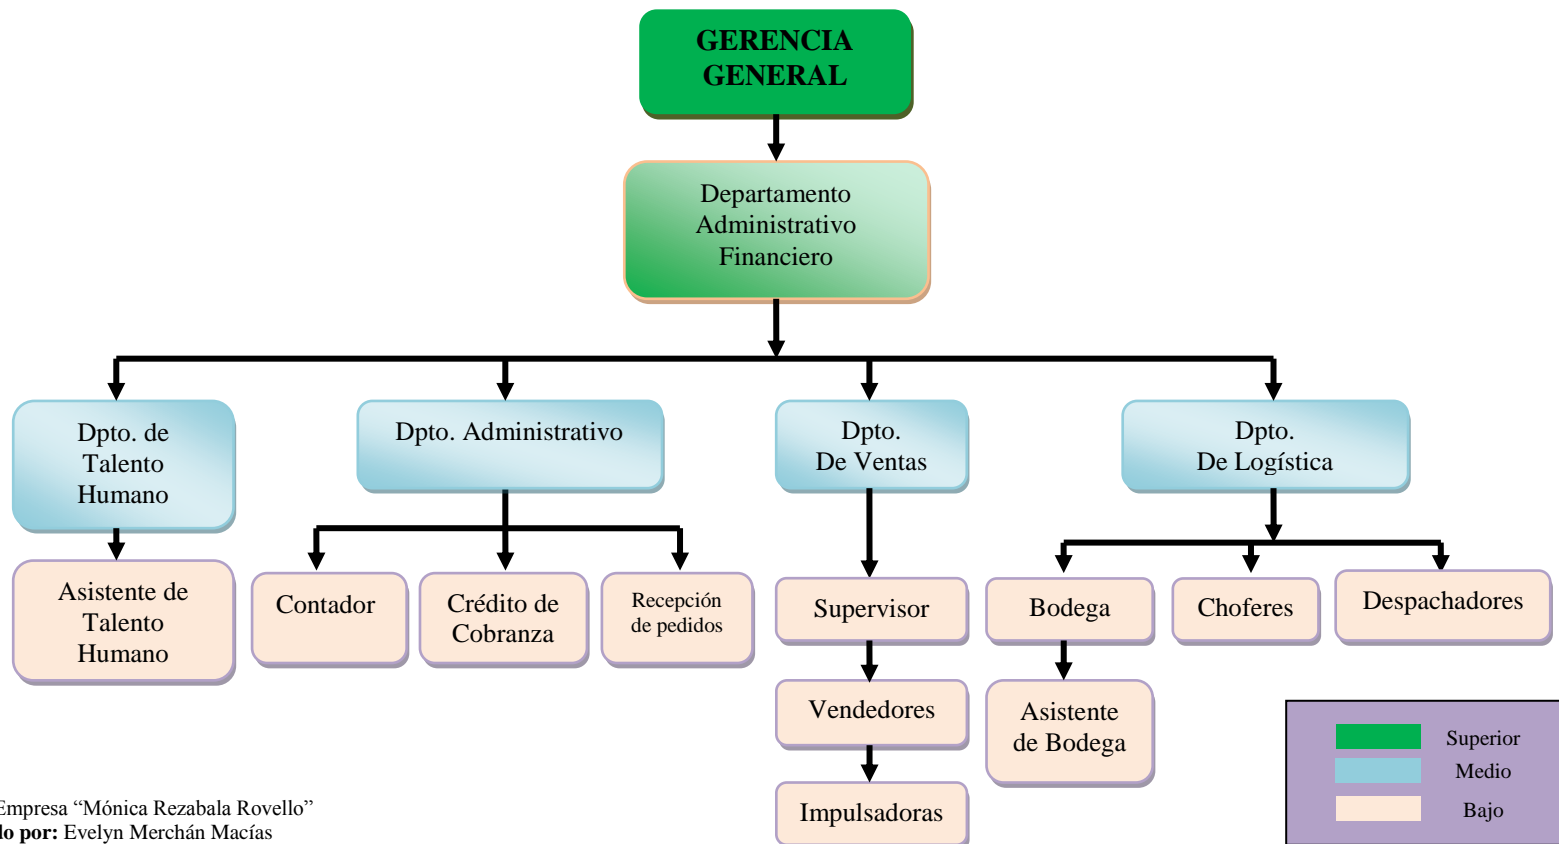 GERENCIA
GENERAL
Departamento
Administrativo
Financiero
Dpto. de
Talento
Humano
Dpto. Administrativo
Dpto.
De Ventas
Dpto.
De Logística
Asistente de
Talento
Humano
Contador
Crédito de
Cobranza
Recepción
de pedidos
Supervisor
Bodega
Choferes
Despachadores
Vendedores
Asistente
de Bodega
Impulsadoras
Superior
Medio
Bajo
Empresa “Mónica Rezabala Rovello”
do por: Evelyn Merchán Macías